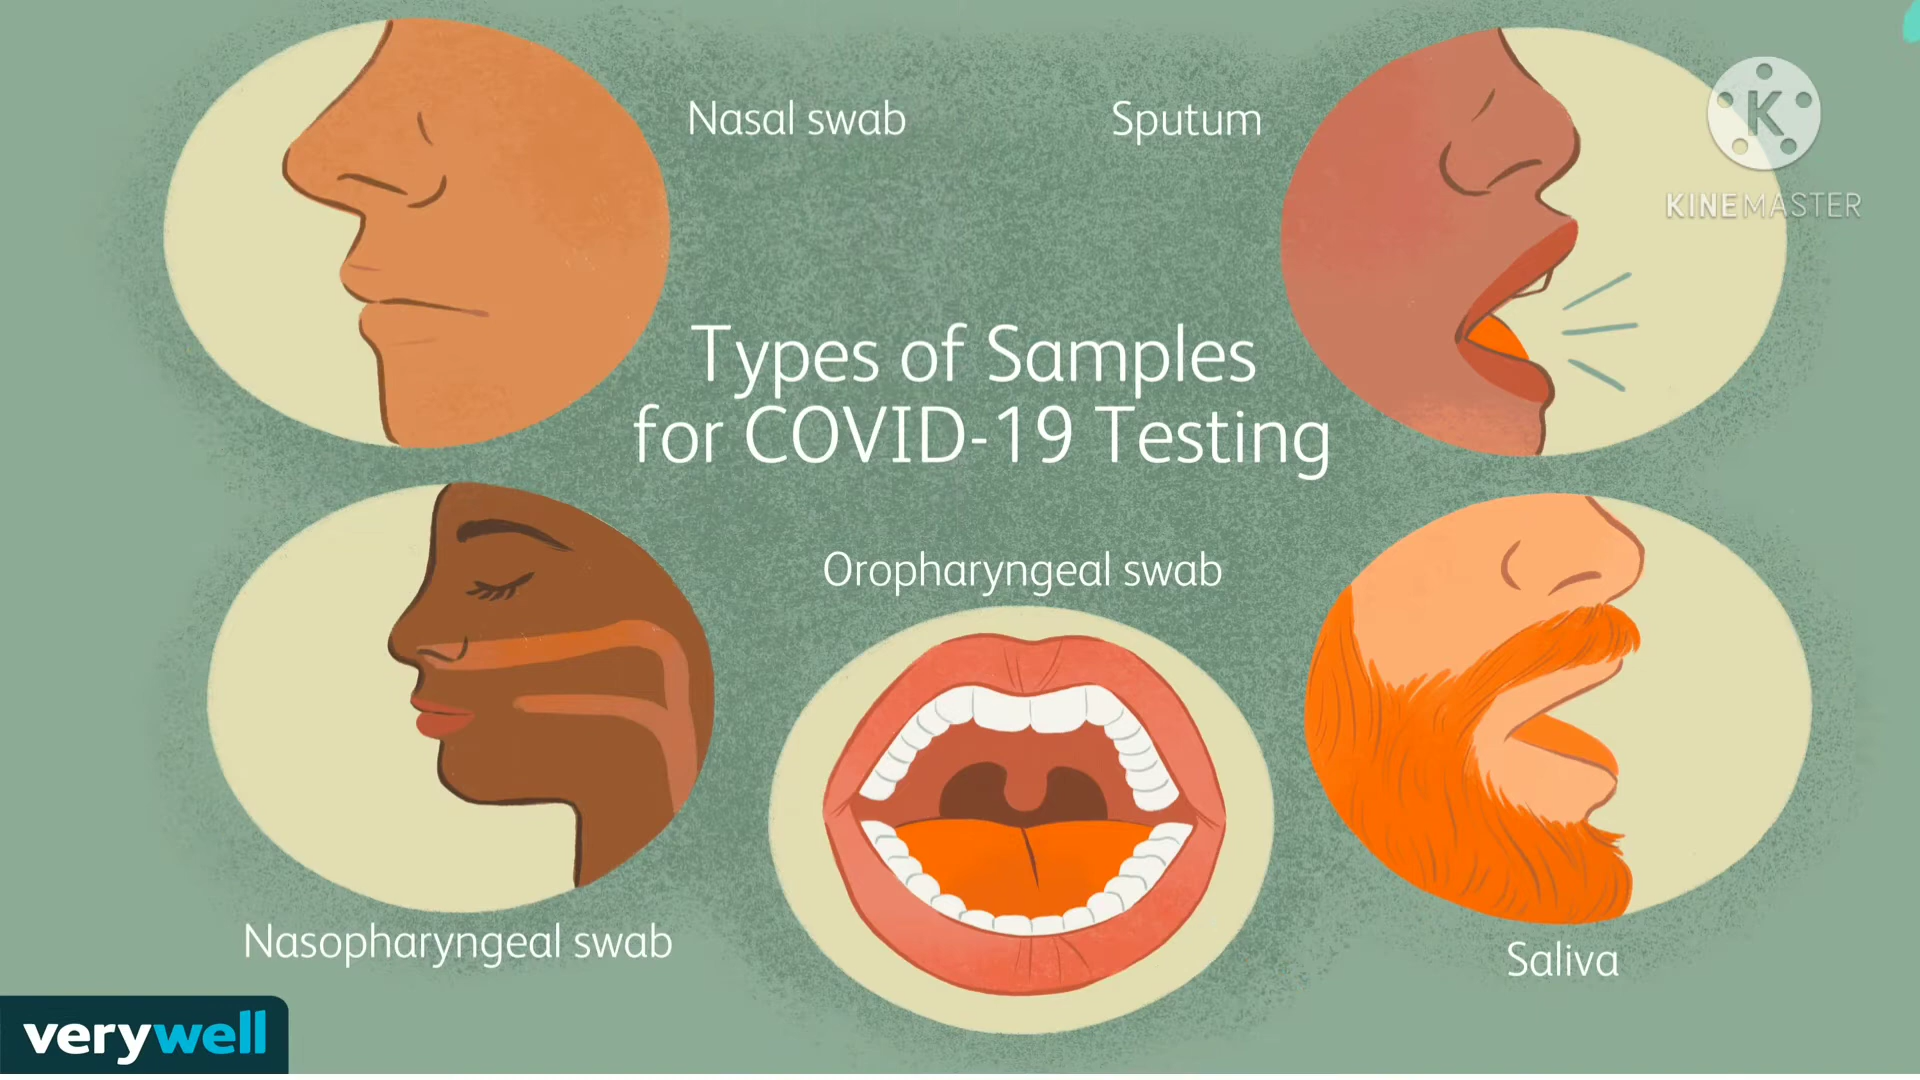 Nasal swab
Sputum
K
KINEMASTER
Types of Samples
for COVID-19 Testing
Oropharyngeal swab
Nasopharyngeal swab
Saliva
verywell